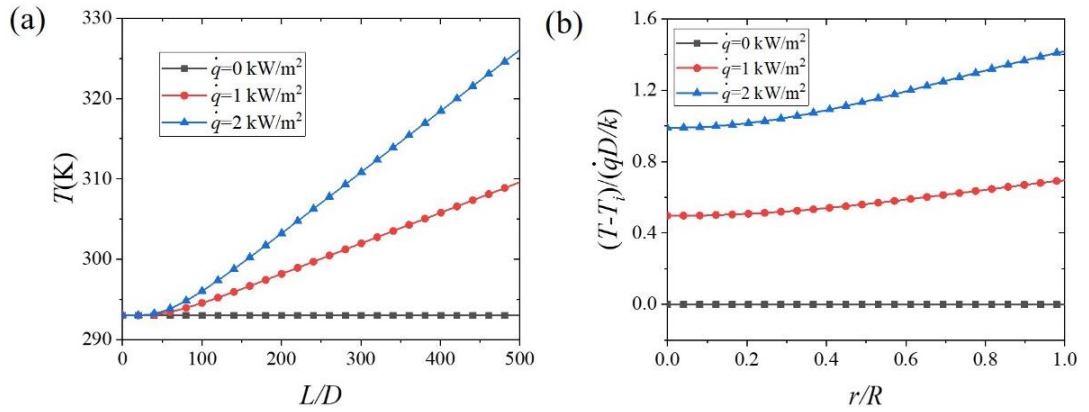 (a)
330
320
310
300
290
T(K)
q̇=0 kW/m²
q̇=1 kW/m²
q̇=2 kW/m²
0 100 200 300 400 500
L/D
(b)
1.6
1.2
0.8
0.4
0.0
(T-Tᵢ)/(q̇D/k)
q̇=0 kW/m²
q̇=1 kW/m²
q̇=2 kW/m²
0.0 0.2 0.4 0.6 0.8 1.0
r/R